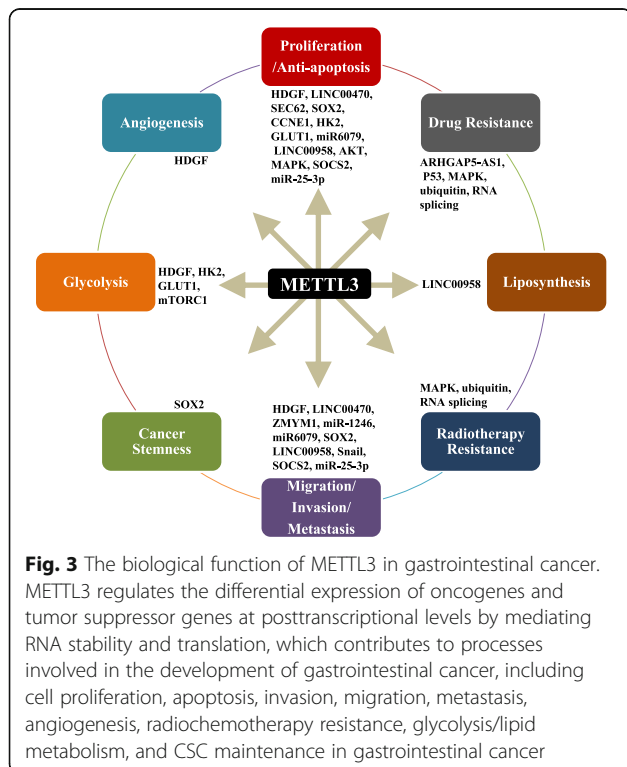 Proliferation
/Anti-apoptosis
HDGF, LINC00470,
SEC62, SOX2,
CCNE1, HK2,
GLUT1, miR6079,
LINC00958, AKT,
MAPK, SOCS2,
miR-25-3p
Angiogenesis
HDGF
Drug Resistance
ARHGAP5-AS1,
P53, MAPK,
ubiquitin, RNA
splicing
Glycolysis
HDGF, HK2,
GLUT1,
mTORC1
METTL3
LINC00958
Liposynthesis
SOX2
Cancer
Stemness
HDGF, LINC00470,
ZMYM1, miR-1246,
miR6079, SOX2,
LINC00958, Snail,
SOCS2, miR-25-3p
Migration/
Invasion/
Metastasis
MAPK, ubiquitin,
RNA splicing
Radiotherapy
Resistance
Fig. 3 The biological function of METTL3 in gastrointestinal cancer.
METTL3 regulates the differential expression of oncogenes and
tumor suppressor genes at posttranscriptional levels by mediating
RNA stability and translation, which contributes to processes
involved in the development of gastrointestinal cancer, including
cell proliferation, apoptosis, invasion, migration, metastasis,
angiogenesis, radiochemotherapy resistance, glycolysis/lipid
metabolism, and CSC maintenance in gastrointestinal cancer